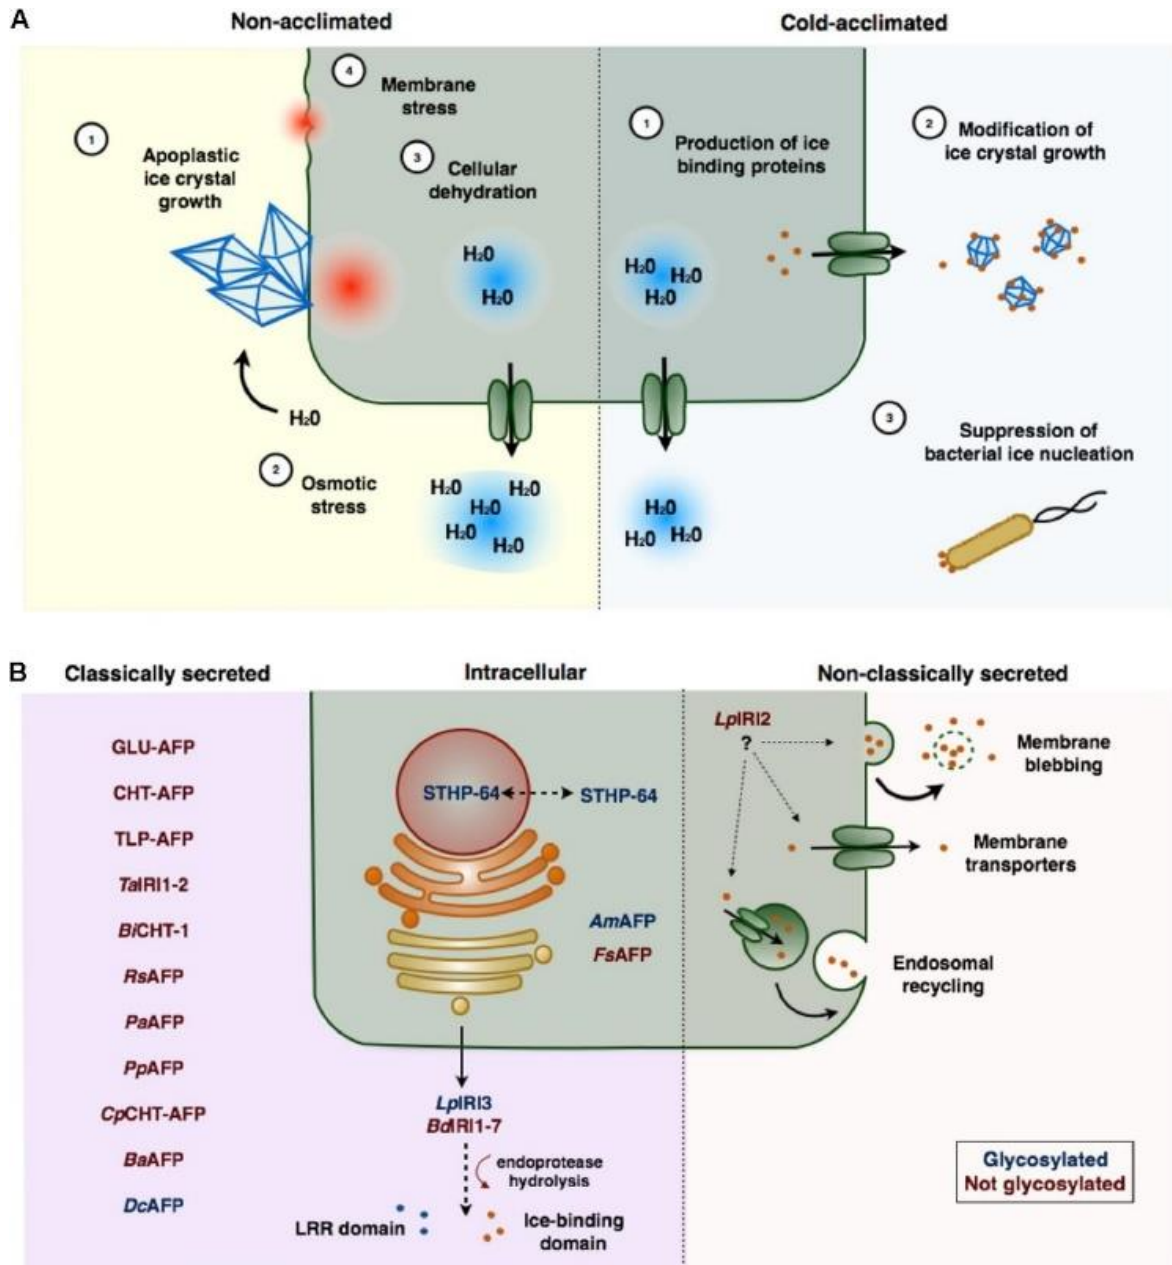 A
Non-acclimated
Cold-acclimated
1
Apoplastic
ice crystal
growth
4
Membrane
stress
3
Cellular
dehydration
H20
H20
H20
2
Osmotic
stress
H20 H20
H20
H20
H20
1
Production of ice
binding proteins
H20 H20
H20
H20
H20 H20
2
Modification of
ice crystal growth
3
Suppression of
bacterial ice nucleation
B
Classically secreted
Intracellular
Non-classically secreted
GLU-AFP
CHT-AFP
TLP-AFP
TaIRI1-2
BiCHT-1
RsAFP
PaAFP
PpAFP
CpCHT-AFP
BaAFP
DcAFP
STHP-64
STHP-64
AmAFP
FsAFP
LpIRI3
BdIRI1-7
endoprotease
hydrolysis
LRR domain
Ice-binding
domain
LpIRI2
?
Membrane
blebbing
Membrane
transporters
Endosomal
recycling
Glycosylated
Not glycosylated